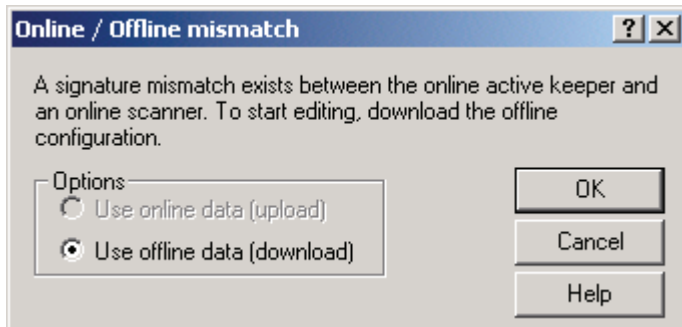 Online / Offline mismatch
A signature mismatch exists between the online active keeper and
an online scanner. To start editing, download the offline
configuration.
Options
Use online data (upload)
Use offline data (download)
OK
Cancel
Help